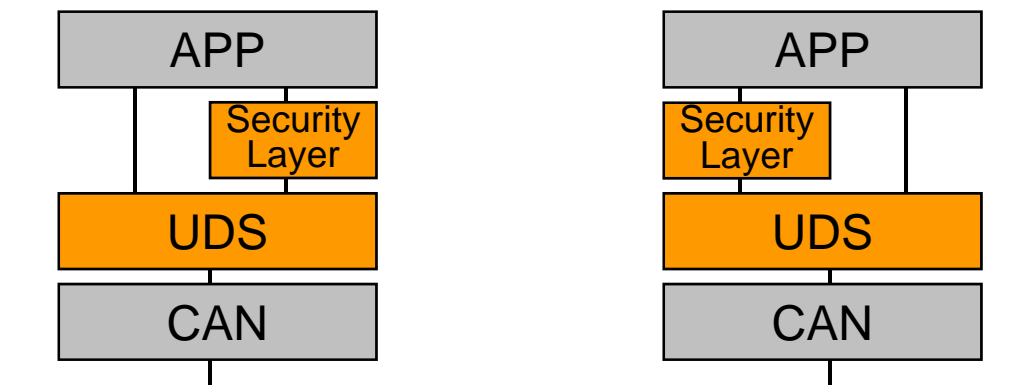 APP
Security
Layer
UDS
CAN
APP
Security
Layer
UDS
CAN